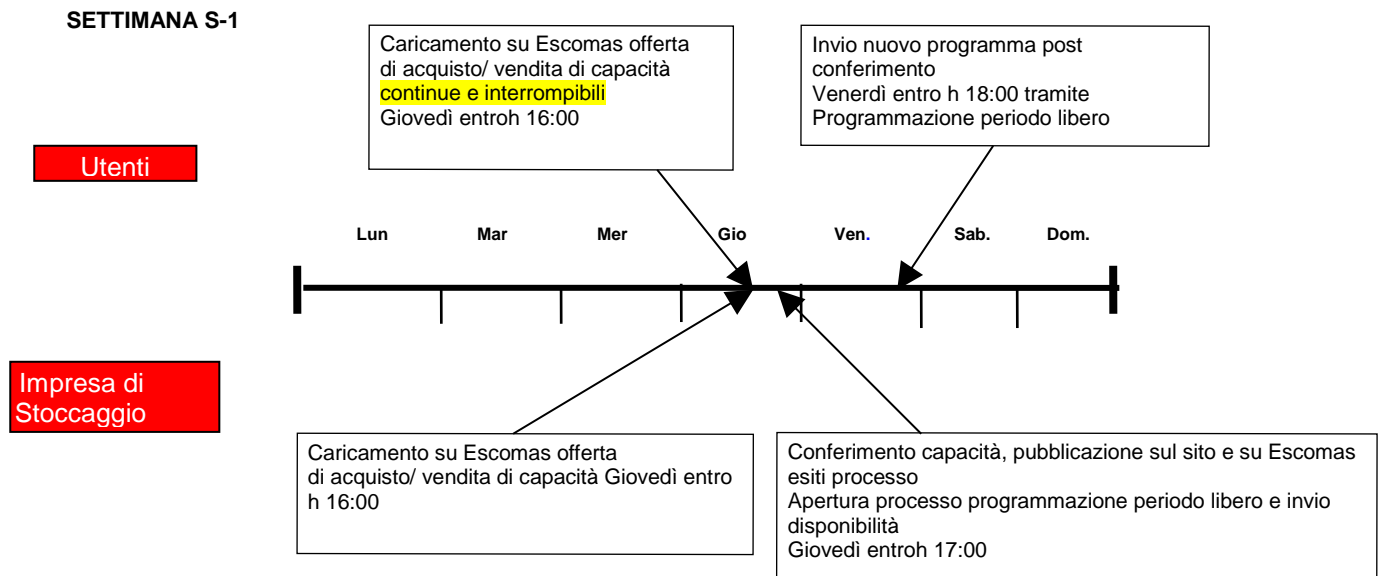 SETTIMANA S-1
Caricamento su Escomas offerta
di acquisto/ vendita di capacità
continue e interrompibili
Giovedì entroh 16:00
Invio nuovo programma post
conferimento
Venerdì entro h 18:00 tramite
Programmazione periodo libero
Utenti
Lun Mar Mer Gio Ven. Sab. Dom.
Impresa di
Stoccaggio
Caricamento su Escomas offerta
di acquisto/ vendita di capacità Giovedì entro
h 16:00
Conferimento capacità, pubblicazione sul sito e su Escomas
esiti processo
Apertura processo programmazione periodo libero e invio
disponibilità
Giovedì entroh 17:00